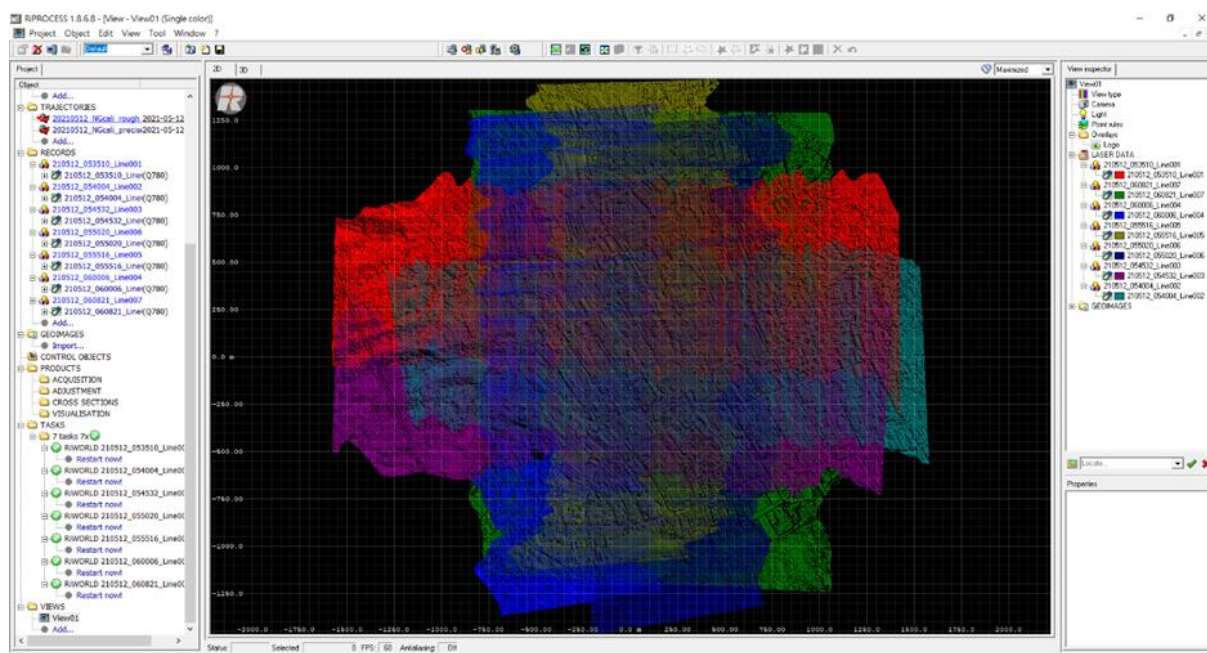 RiPROCESS 1.8.6.8 - [View - View01 (Single color)]
Project Object Edit View Tool Window ?
Default
Project
Object
Add...
TRAJECTORIES
20210512_NGcali_rough 2021-05-12
20210512_NGcali_precise2021-05-12
Add...
RECORDS
210512_053510_Line001
210512_053510_Line(Q780)
210512_054004_Line002
210512_054004_Line(Q780)
210512_054532_Line003
210512_054532_Line(Q780)
210512_055020_Line006
210512_055020_Line(Q780)
210512_055516_Line005
210512_055516_Line(Q780)
210512_060006_Line004
210512_060006_Line(Q780)
210512_060821_Line007
210512_060821_Line(Q780)
Add...
GEOIMAGES
Import...
CONTROL OBJECTS
PRODUCTS
ACQUISITION
ADJUSTMENT
CROSS SECTIONS
VISUALISATION
TASKS
7 tasks 7x
RiWORLD 210512_053510_Line00
Restart now!
RiWORLD 210512_054004_Line00
Restart now!
RiWORLD 210512_054532_Line00
Restart now!
RiWORLD 210512_055020_Line00
Restart now!
RiWORLD 210512_055516_Line00
Restart now!
RiWORLD 210512_060006_Line00
Restart now!
RiWORLD 210512_060821_Line00
Restart now!
VIEWS
View01
Add...
2D 3D
Maximized
1250.0
1000.0
750.00
500.00
250.00
0.0 m
-250.00
-500.00
-750.00
-1000.0
-1250.0
-2000.0 -1750.0 -1500.0 -1250.0 -1000.0 -750.00 -500.00 -250.00 0.0 m 250.00 500.00 750.00 1000.0 1250.0 1500.0 1750.0 2000.0
Status: Selected: 0 FPS: 60 Antialiasing: Off
View inspector
View01
View type
Camera
Light
Point rules
Overlays
Logo
LASER DATA
210512_053510_Line001
210512_053510_Line001
210512_060821_Line007
210512_060821_Line007
210512_060006_Line004
210512_060006_Line004
210512_055516_Line005
210512_055516_Line005
210512_055020_Line006
210512_055020_Line006
210512_054532_Line003
210512_054532_Line003
210512_054004_Line002
210512_054004_Line002
GEOIMAGES
Locate...
Properties